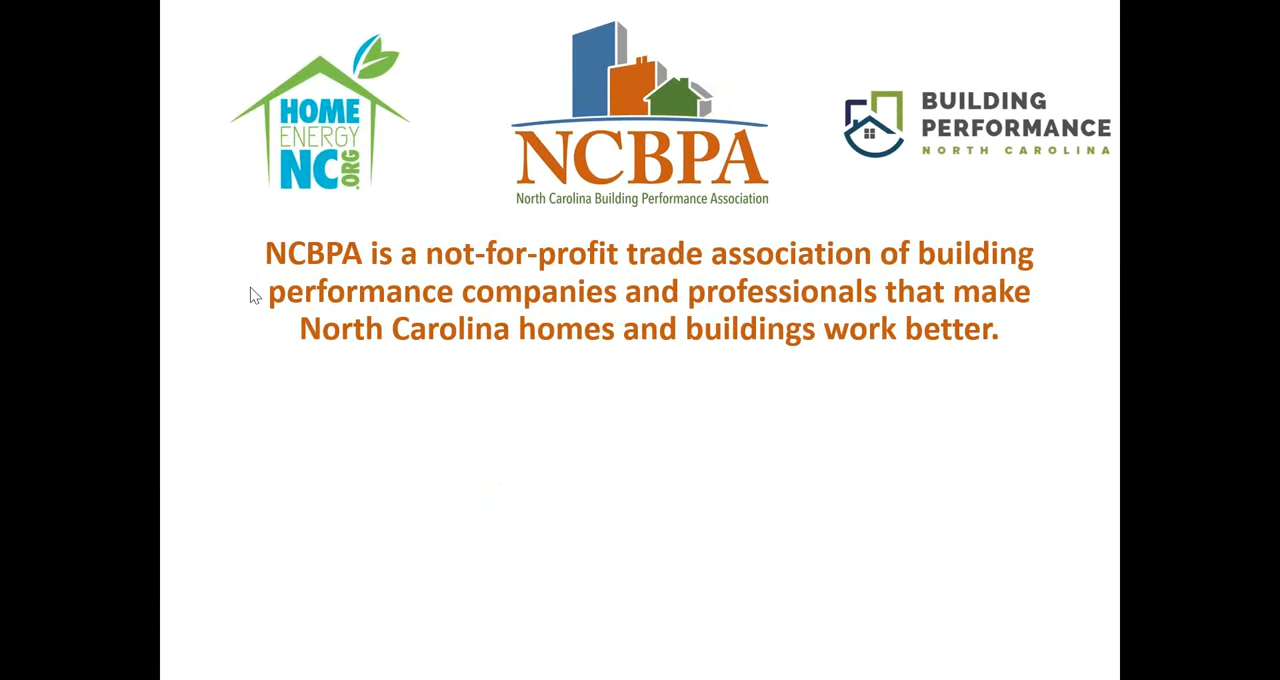 HOME
ENERGY
NC.ORG
NCBPA
North Carolina Building Performance Association
BUILDING
PERFORMANCE
NORTH CAROLINA
NCBPA is a not-for-profit trade association of building
performance companies and professionals that make
North Carolina homes and buildings work better.